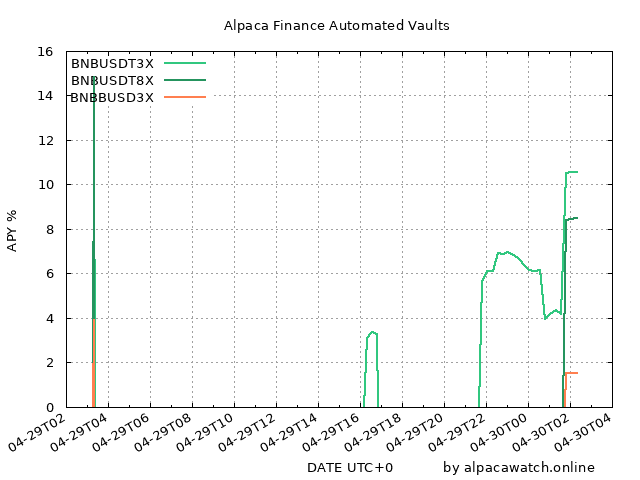 Alpaca Finance Automated Vaults
BNBUSDT3X
BNBUSDT8X
BNBBUSD3X
APY %
16
14
12
10
8
6
4
2
0
04-29T02
04-29T04
04-29T06
04-29T08
04-29T10
04-29T12
04-29T14
04-29T16
04-29T18
04-29T20
04-29T22
04-30T00
04-30T02
04-30T04
DATE UTC+0
by alpacawatch.online